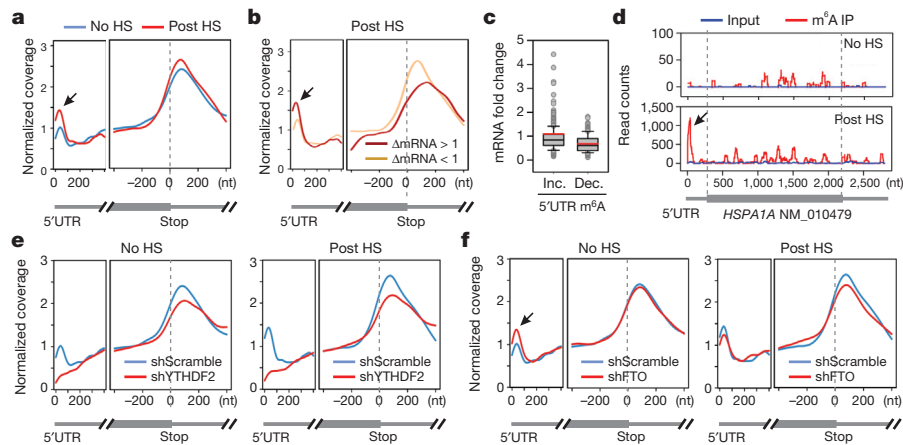 a
No HS Post HS
Normalized coverage
3
2
1
0
0 200
−200 0 200
(nt)
5′UTR
Stop
b
Post HS
Normalized coverage
3
2
1
0
ΔmRNA > 1
ΔmRNA < 1
0 200
−200 0 200
(nt)
5′UTR
Stop
c
mRNA fold change
5
4
3
2
1
0
Inc. Dec.
5′UTR m⁶A
d
Input m⁶A IP
Read counts
100
50
0
No HS
1,500
1,000
500
0
Post HS
0 500 1,000 1,500 2,000 2,500 (nt)
5′UTR HSPA1A NM_010479
e
No HS
Normalized coverage
3
2
1
0
shScramble
shYTHDF2
0 200
−200 0 200
(nt)
5′UTR
Stop
Post HS
3
2
1
0
shScramble
shYTHDF2
0 200
−200 0 200
(nt)
5′UTR
Stop
f
No HS
Normalized coverage
3
2
1
0
shScramble
shFTO
0 200
−200 0 200
(nt)
5′UTR
Stop
Post HS
3
2
1
0
shScramble
shFTO
0 200
−200 0 200
(nt)
5′UTR
Stop